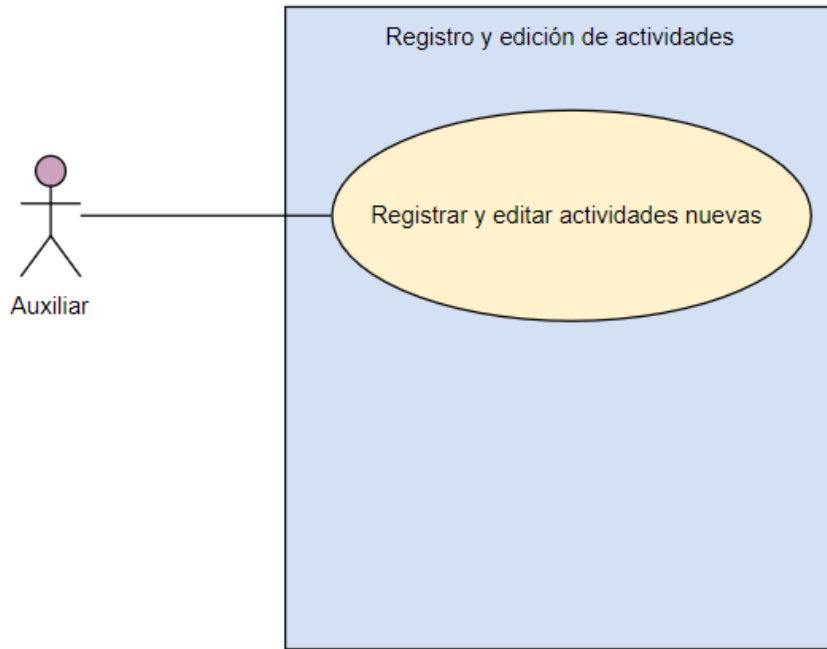 Registro y edición de actividades
Registrar y editar actividades nuevas
Auxiliar